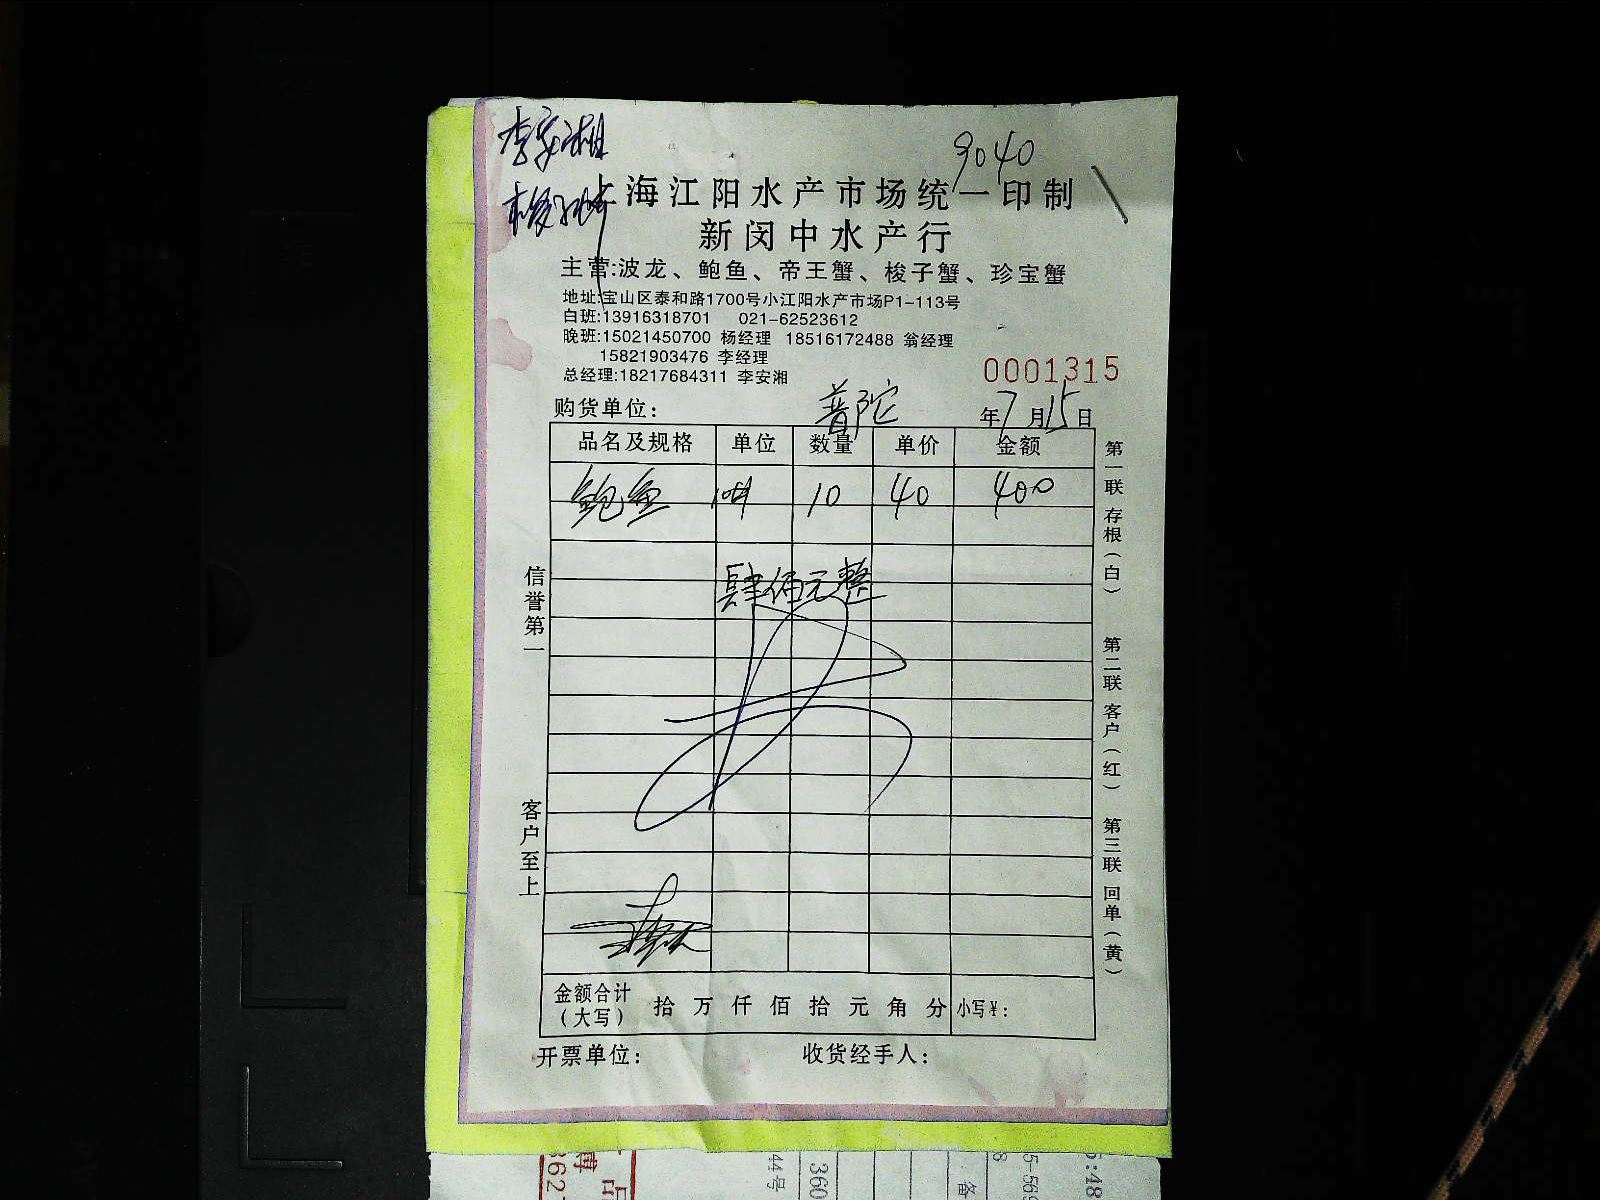 李安湘
9040
上海江阳水产市场统一印制
新闵中水产行
主营:波龙、鲍鱼、帝王蟹、梭子蟹、珍宝蟹
地址:宝山区泰和路1700号小江阳水产市场P1-113号
白班:13916318701 021-62523612
晚班:15021450700 杨经理 18516172488 翁经理
15821903476 李经理
总经理:18217684311 李安湘
0001315
购货单位: 普陀 年7月15日
品名及规格 单位 数量 单价 金额
鲍鱼 10 40 400
肆佰元整
信誉第一
客户至上
第一联 存根(白) 第二联 客户(红) 第三联 回单(黄)
金额合计(大写) 拾 万 仟 佰 拾 元 角 分 小写¥:
开票单位: 收货经手人:
44号
360
备